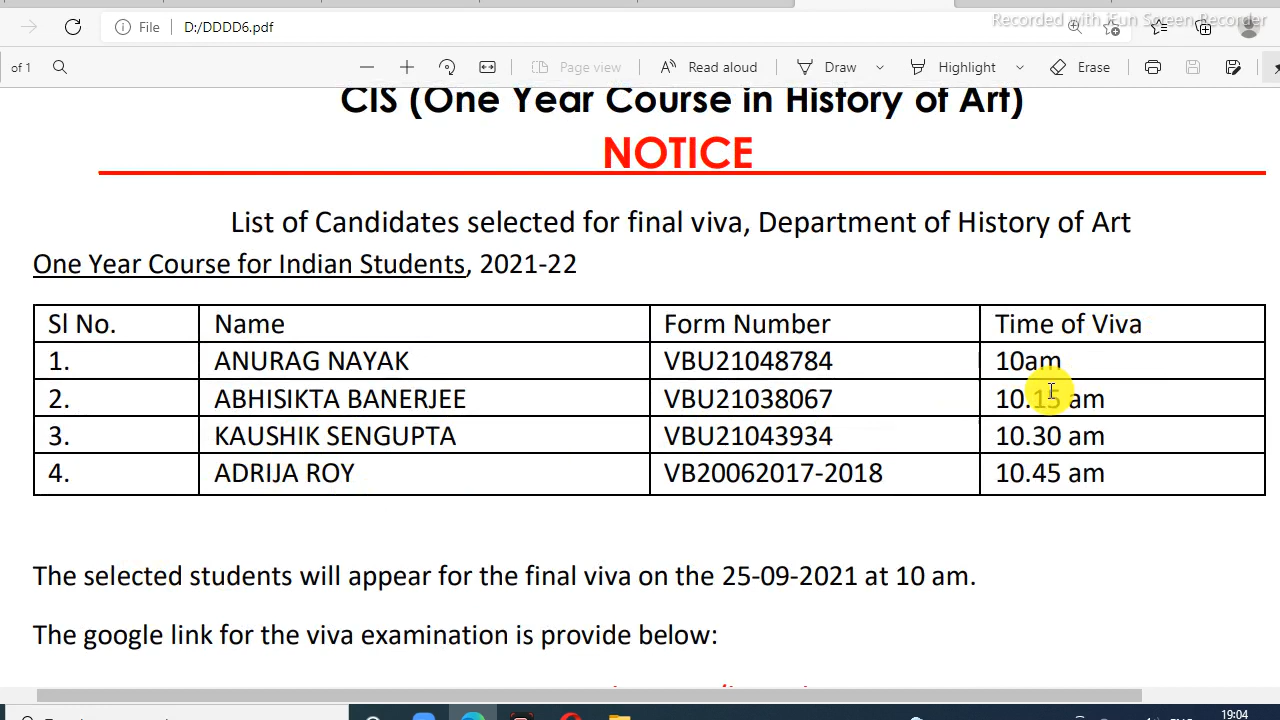 Recorded with iFun Screen Recorder
File D:/DDDD6.pdf
of 1 Page view Read aloud Draw Highlight Erase
CIS (One Year Course in History of Art)
NOTICE
List of Candidates selected for final viva, Department of History of Art
One Year Course for Indian Students, 2021-22
Sl No. Name Form Number Time of Viva
1. ANURAG NAYAK VBU21048784 10am
2. ABHISIKTA BANERJEE VBU21038067 10.15 am
3. KAUSHIK SENGUPTA VBU21043934 10.30 am
4. ADRIJA ROY VB20062017-2018 10.45 am
The selected students will appear for the final viva on the 25-09-2021 at 10 am.
The google link for the viva examination is provide below:
19:04